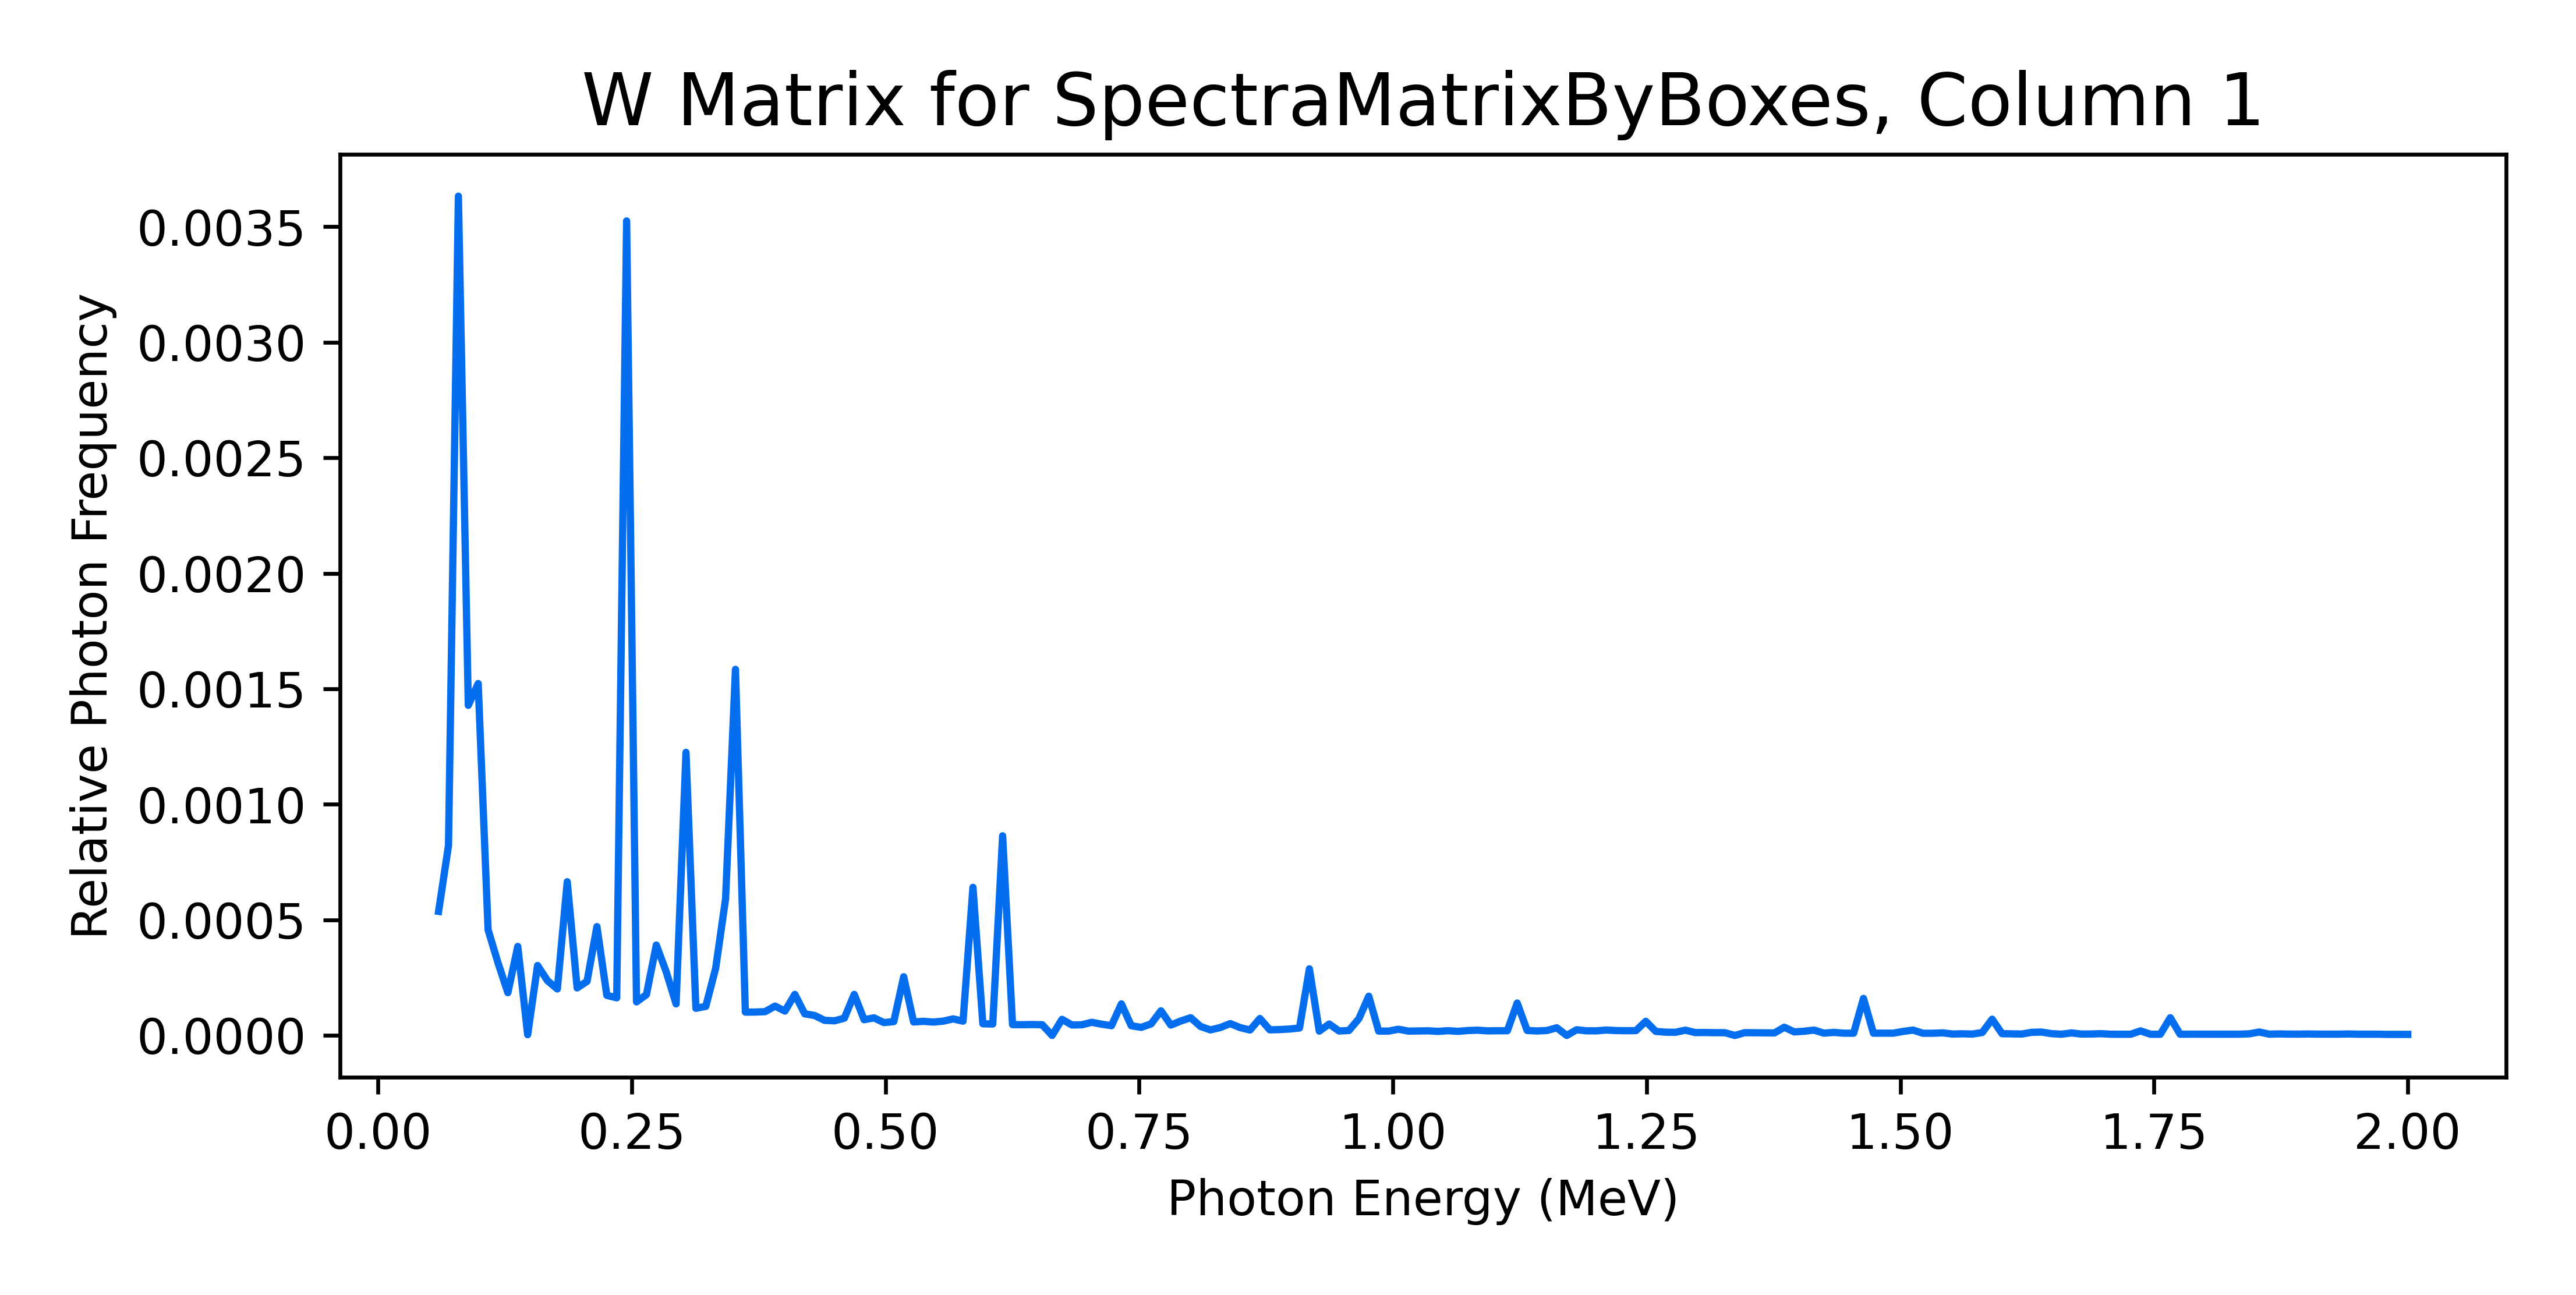 W Matrix for SpectraMatrixByBoxes, Column 1
Relative Photon Frequency
0.0035
0.0030
0.0025
0.0020
0.0015
0.0010
0.0005
0.0000
0.00 0.25 0.50 0.75 1.00 1.25 1.50 1.75 2.00
Photon Energy (MeV)